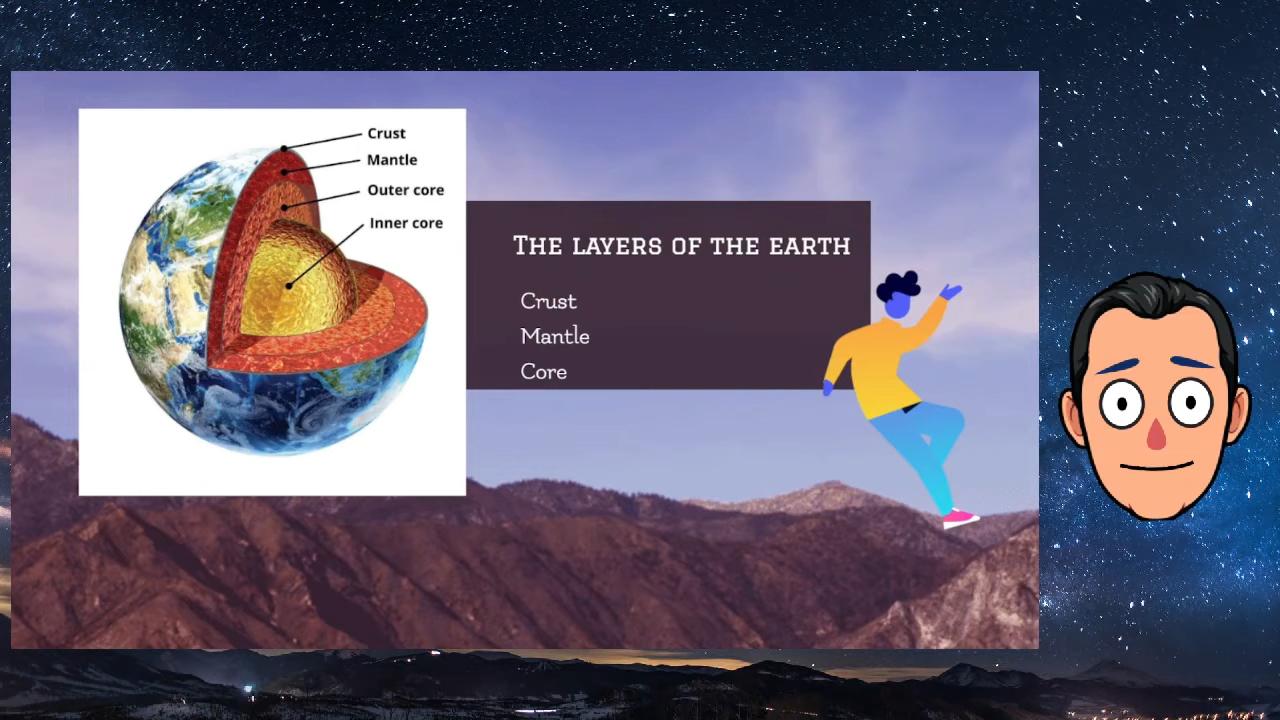 Crust
Mantle
Outer core
Inner core
The layers of the earth
Crust
Mantle
Core